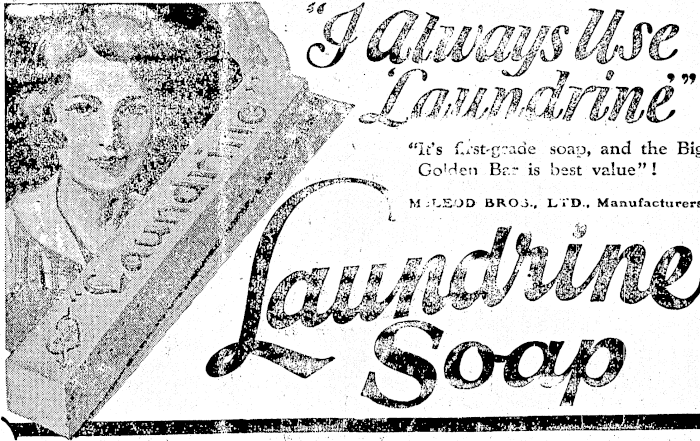 "I Always Use
'Laundrine'"
"It's first-grade soap, and the Big
Golden Bar is best value"!
McLEOD BROS., LTD., Manufacturers
Laundrine
Laundrine
Soap